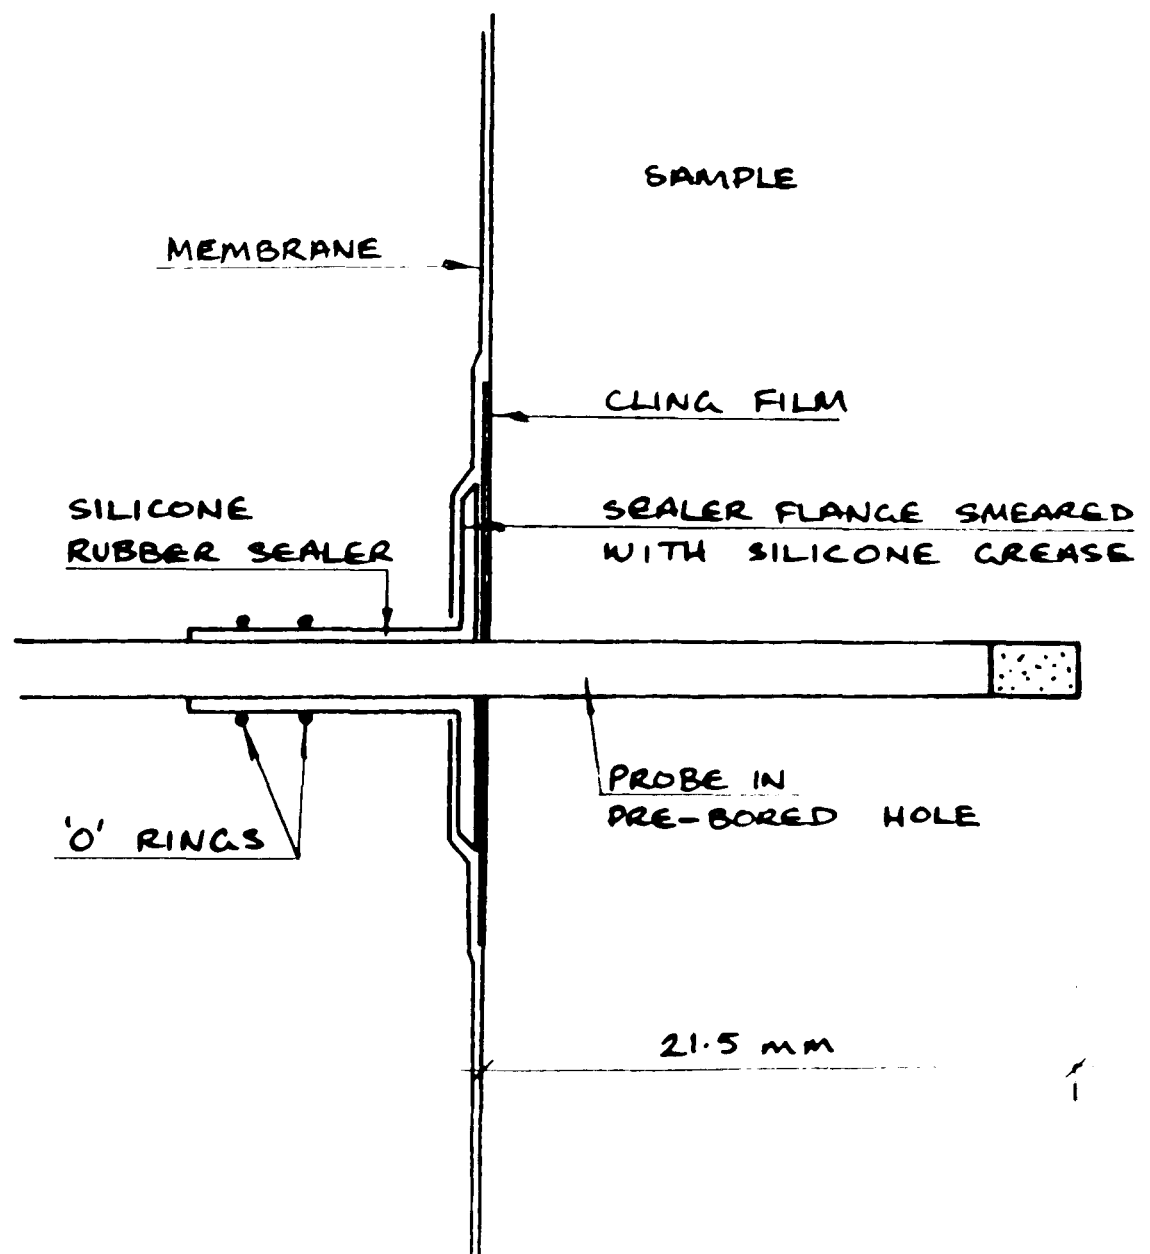 SAMPLE
MEMBRANE
CLING FILM
SILICONE
RUBBER SEALER
SEALER FLANGE SMEARED
WITH SILICONE GREASE
PROBE IN
PRE-BORED HOLE
'O' RINGS
21.5 mm